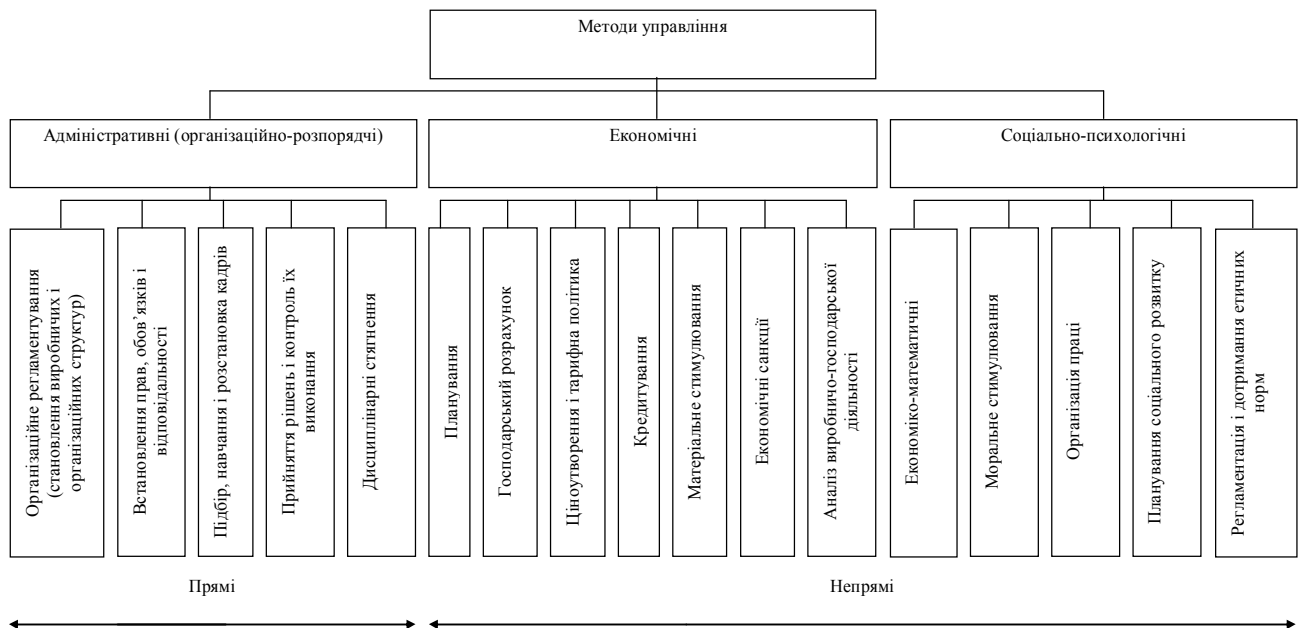 Методи управління
Адміністративні (організаційно-розпорядчі)
Економічні
Соціально-психологічні
Організаційне регламентування
(становлення виробничих і
організаційних структур)
Встановлення прав, обов’язків і
відповідальності
Підбір, навчання і розстановка кадрів
Прийняття рішень і контроль їх
виконання
Дисциплінарні стягнення
Планування
Господарський розрахунок
Ціноутворення і тарифна політика
Кредитування
Матеріальне стимулювання
Економічні санкції
Аналіз виробничо-господарської
діяльності
Економіко-математичні
Моральне стимулювання
Організація праці
Планування соціального розвитку
Регламентація і дотримання етичних
норм
Прямі
Непрямі